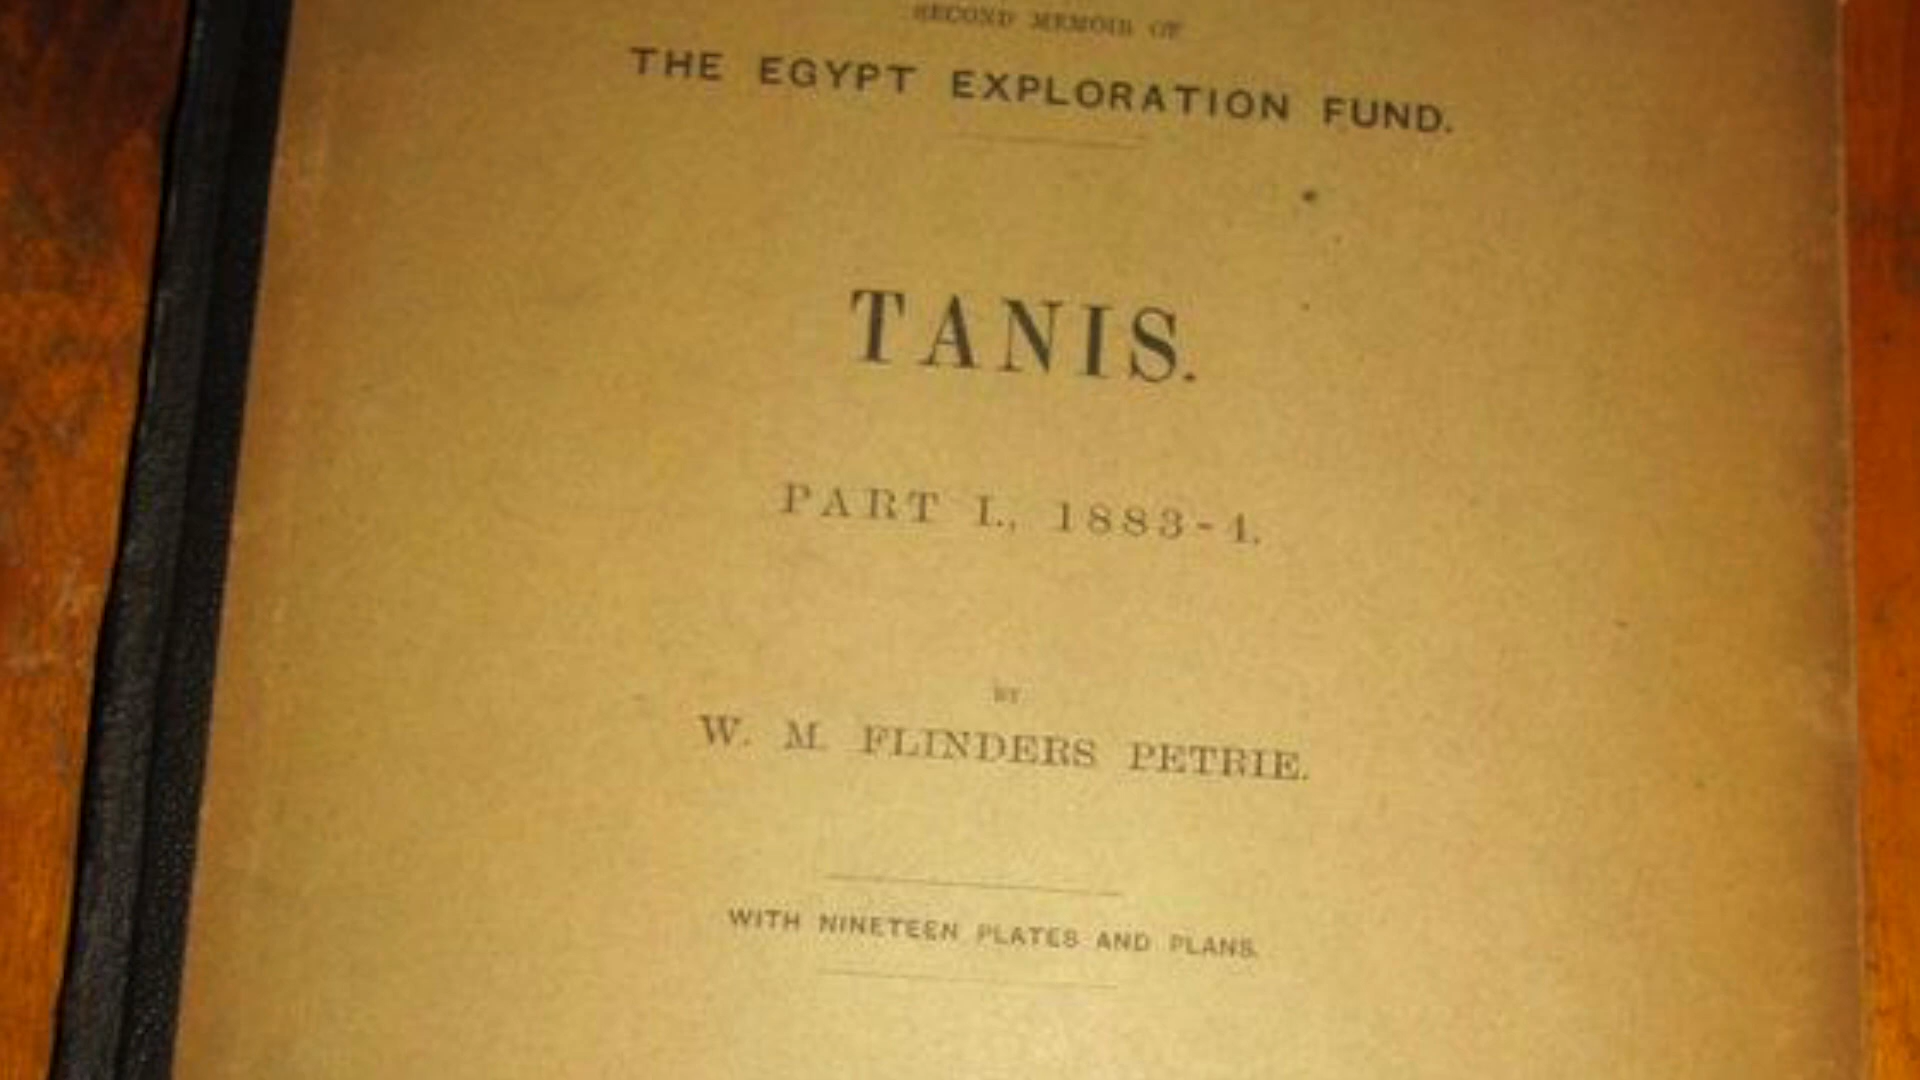 SECOND MEMOIR OF
THE EGYPT EXPLORATION FUND.
TANIS.
PART I., 1883-4.
BY
W. M. FLINDERS PETRIE.
WITH NINETEEN PLATES AND PLANS.